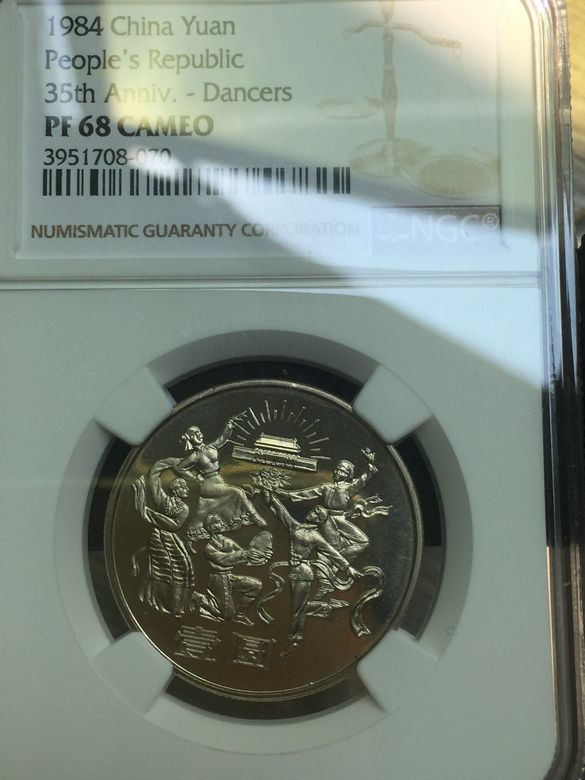 1984 China Yuan
People's Republic
35th Anniv. - Dancers
PF 68 CAMEO
3951708-070
NUMISMATIC GUARANTY CORPORATION NGC®
壹圆